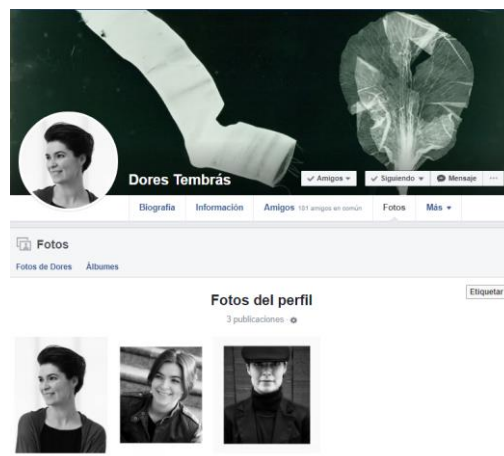 Dores Tembrás
Amigos
Siguiendo
Mensaje
Biografía
Información
Amigos 101 amigos en común
Fotos
Más
Fotos
Fotos de Dores
Álbumes
Etiquetar
Fotos del perfil
3 publicaciones